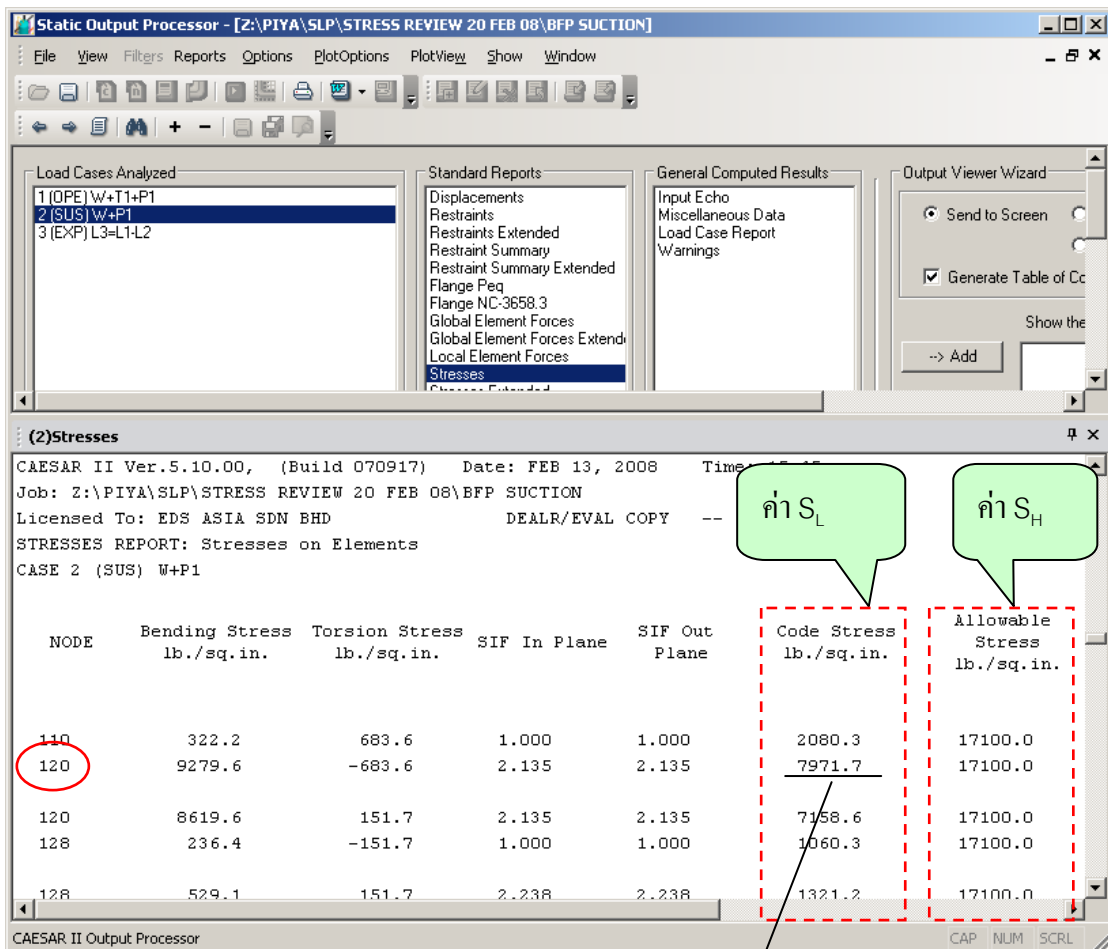 Static Output Processor - [Z:\PIYA\SLP\STRESS REVIEW 20 FEB 08\BFP SUCTION]
File View Filters Reports Options PlotOptions PlotView Show Window
Load Cases Analyzed
1 (OPE) W+T1+P1
2 (SUS) W+P1
3 (EXP) L3=L1-L2
Standard Reports
Displacements
Restraints
Restraints Extended
Restraint Summary
Restraint Summary Extended
Flange Peq
Flange NC-3658.3
Global Element Forces
Global Element Forces Extend
Local Element Forces
Stresses
General Computed Results
Input Echo
Miscellaneous Data
Load Case Report
Warnings
Output Viewer Wizard
Send to Screen
Generate Table of Co
Show the
--> Add
(2)Stresses
CAESAR II Ver.5.10.00, (Build 070917) Date: FEB 13, 2008 Time:
Job: Z:\PIYA\SLP\STRESS REVIEW 20 FEB 08\BFP SUCTION
Licensed To: EDS ASIA SDN BHD DEALR/EVAL COPY --
STRESSES REPORT: Stresses on Elements
CASE 2 (SUS) W+P1
ค่า SL
ค่า SH
NODE Bending Stress lb./sq.in. Torsion Stress lb./sq.in. SIF In Plane SIF Out Plane Code Stress lb./sq.in. Allowable Stress lb./sq.in.
110 322.2 683.6 1.000 1.000 2080.3 17100.0
120 9279.6 -683.6 2.135 2.135 7971.7 17100.0
120 8619.6 151.7 2.135 2.135 7158.6 17100.0
128 236.4 -151.7 1.000 1.000 1060.3 17100.0
128 529.1 151.7 2.238 2.238 1321.2 17100.0
CAESAR II Output Processor
CAP NUM SCRL